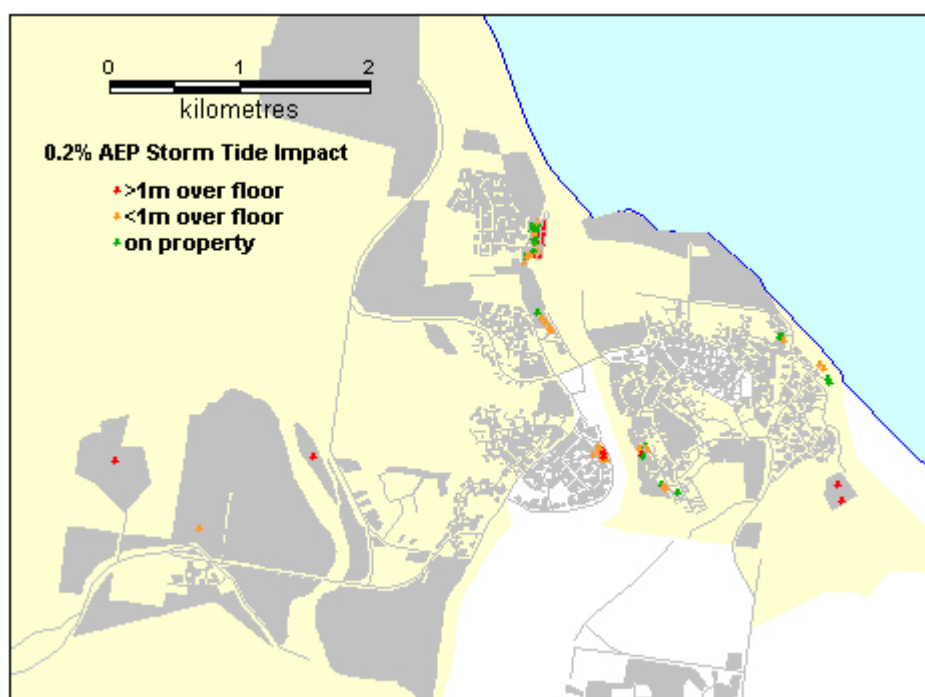 0 1 2
kilometres
0.2% AEP Storm Tide Impact
>1m over floor
<1m over floor
on property